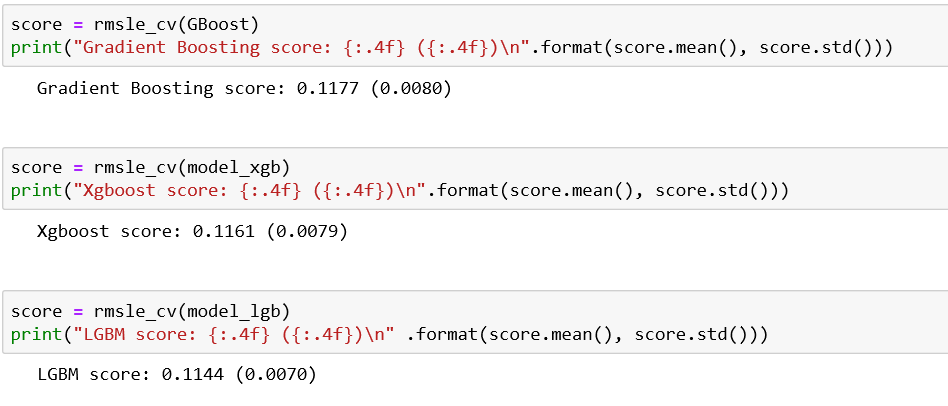 score = rmsle_cv(GBoost)
print("Gradient Boosting score: {:.4f} ({:.4f})\n".format(score.mean(), score.std()))
Gradient Boosting score: 0.1177 (0.0080)
score = rmsle_cv(model_xgb)
print("Xgboost score: {:.4f} ({:.4f})\n".format(score.mean(), score.std()))
Xgboost score: 0.1161 (0.0079)
score = rmsle_cv(model_lgb)
print("LGBM score: {:.4f} ({:.4f})\n" .format(score.mean(), score.std()))
LGBM score: 0.1144 (0.0070)